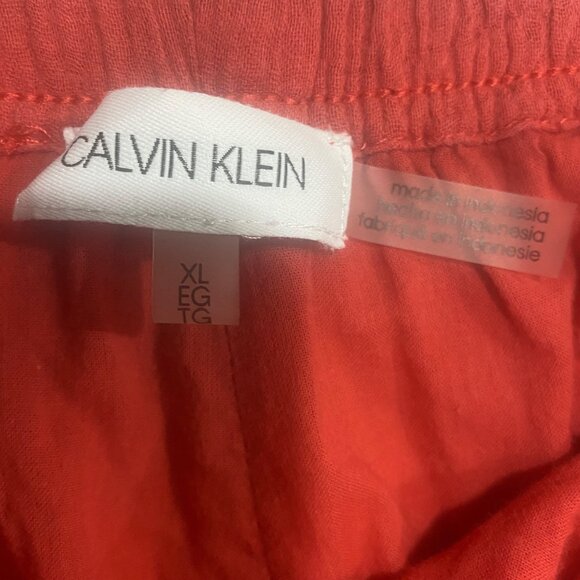 CALVIN KLEIN
made in indonesia
hecho en indonesia
fabriqué en indonésie
XL
EG
TG